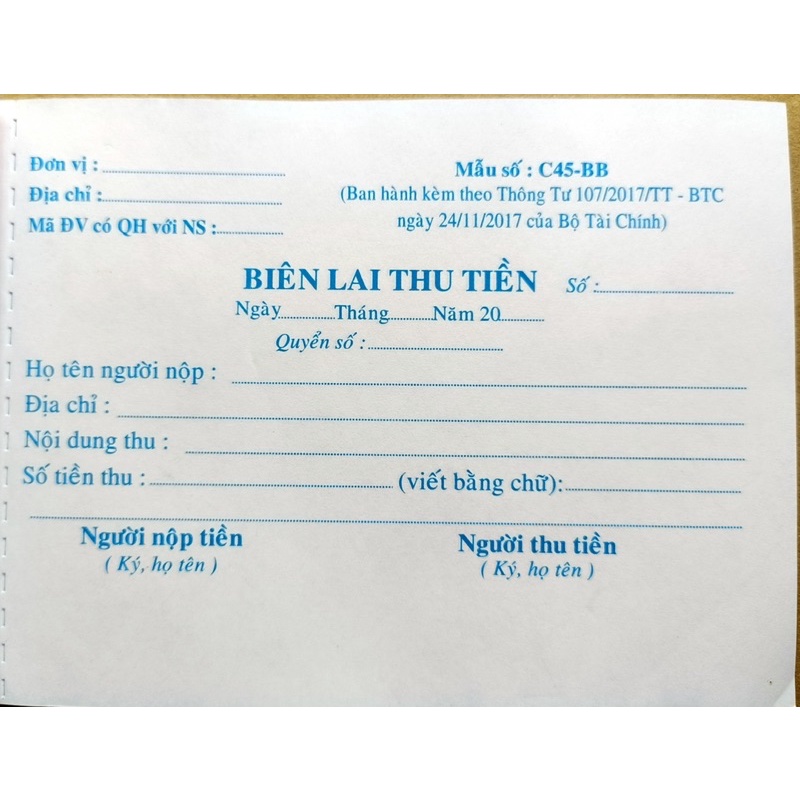 Đơn vị :
Địa chỉ :
Mã ĐV có QH với NS :
Mẫu số : C45-BB
(Ban hành kèm theo Thông Tư 107/2017/TT - BTC
ngày 24/11/2017 của Bộ Tài Chính)
BIÊN LAI THU TIỀN Số :
Ngày Tháng Năm 20
Quyển số :
Họ tên người nộp :
Địa chỉ :
Nội dung thu :
Số tiền thu : (viết bằng chữ):
Người nộp tiền
( Ký, họ tên )
Người thu tiền
( Ký, họ tên )